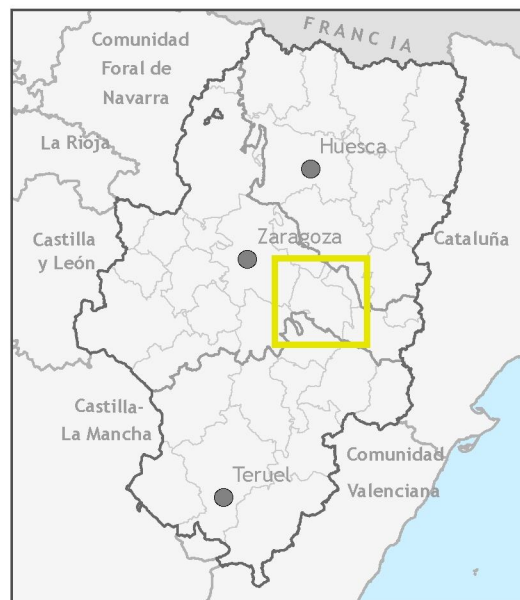 FRANCIA
Comunidad
Foral de
Navarra
La Rioja
Huesca
Zaragoza
Castilla
y León
Cataluña
Castilla-
La Mancha
Teruel
Comunidad
Valenciana